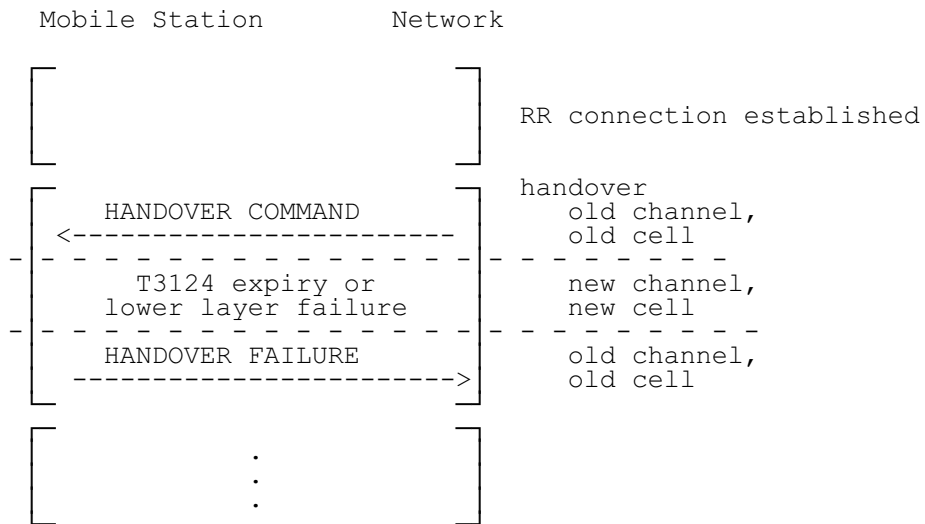 Mobile Station Network
RR connection established
handover
HANDOVER COMMAND old channel,
<------------------------ old cell
T3124 expiry or new channel,
lower layer failure new cell
HANDOVER FAILURE old channel,
------------------------> old cell
.
.
.